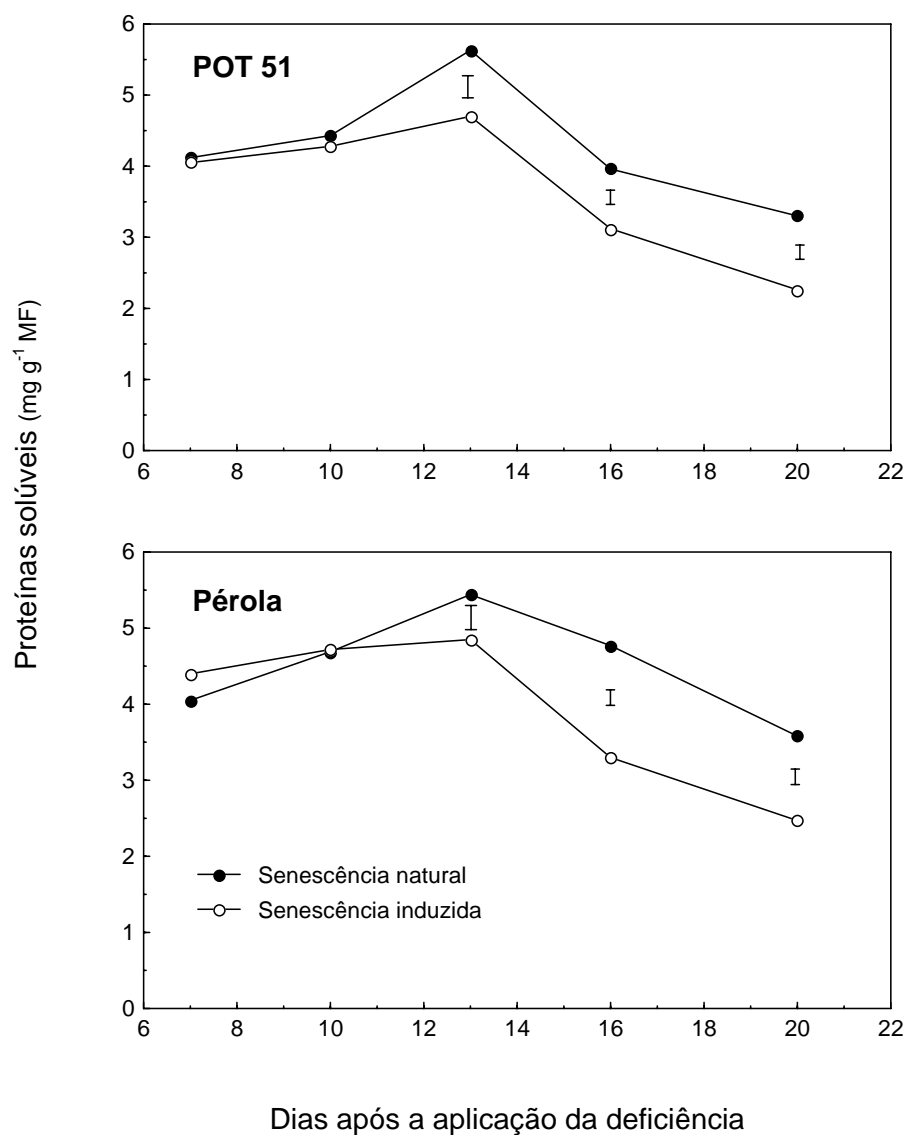 Proteínas solúveis (mg g-1 MF)
POT 51
6
5
4
3
2
1
0
6 8 10 12 14 16 18 20 22
Pérola
6
5
4
3
2
1
0
Senescência natural
Senescência induzida
6 8 10 12 14 16 18 20 22
Dias após a aplicação da deficiência